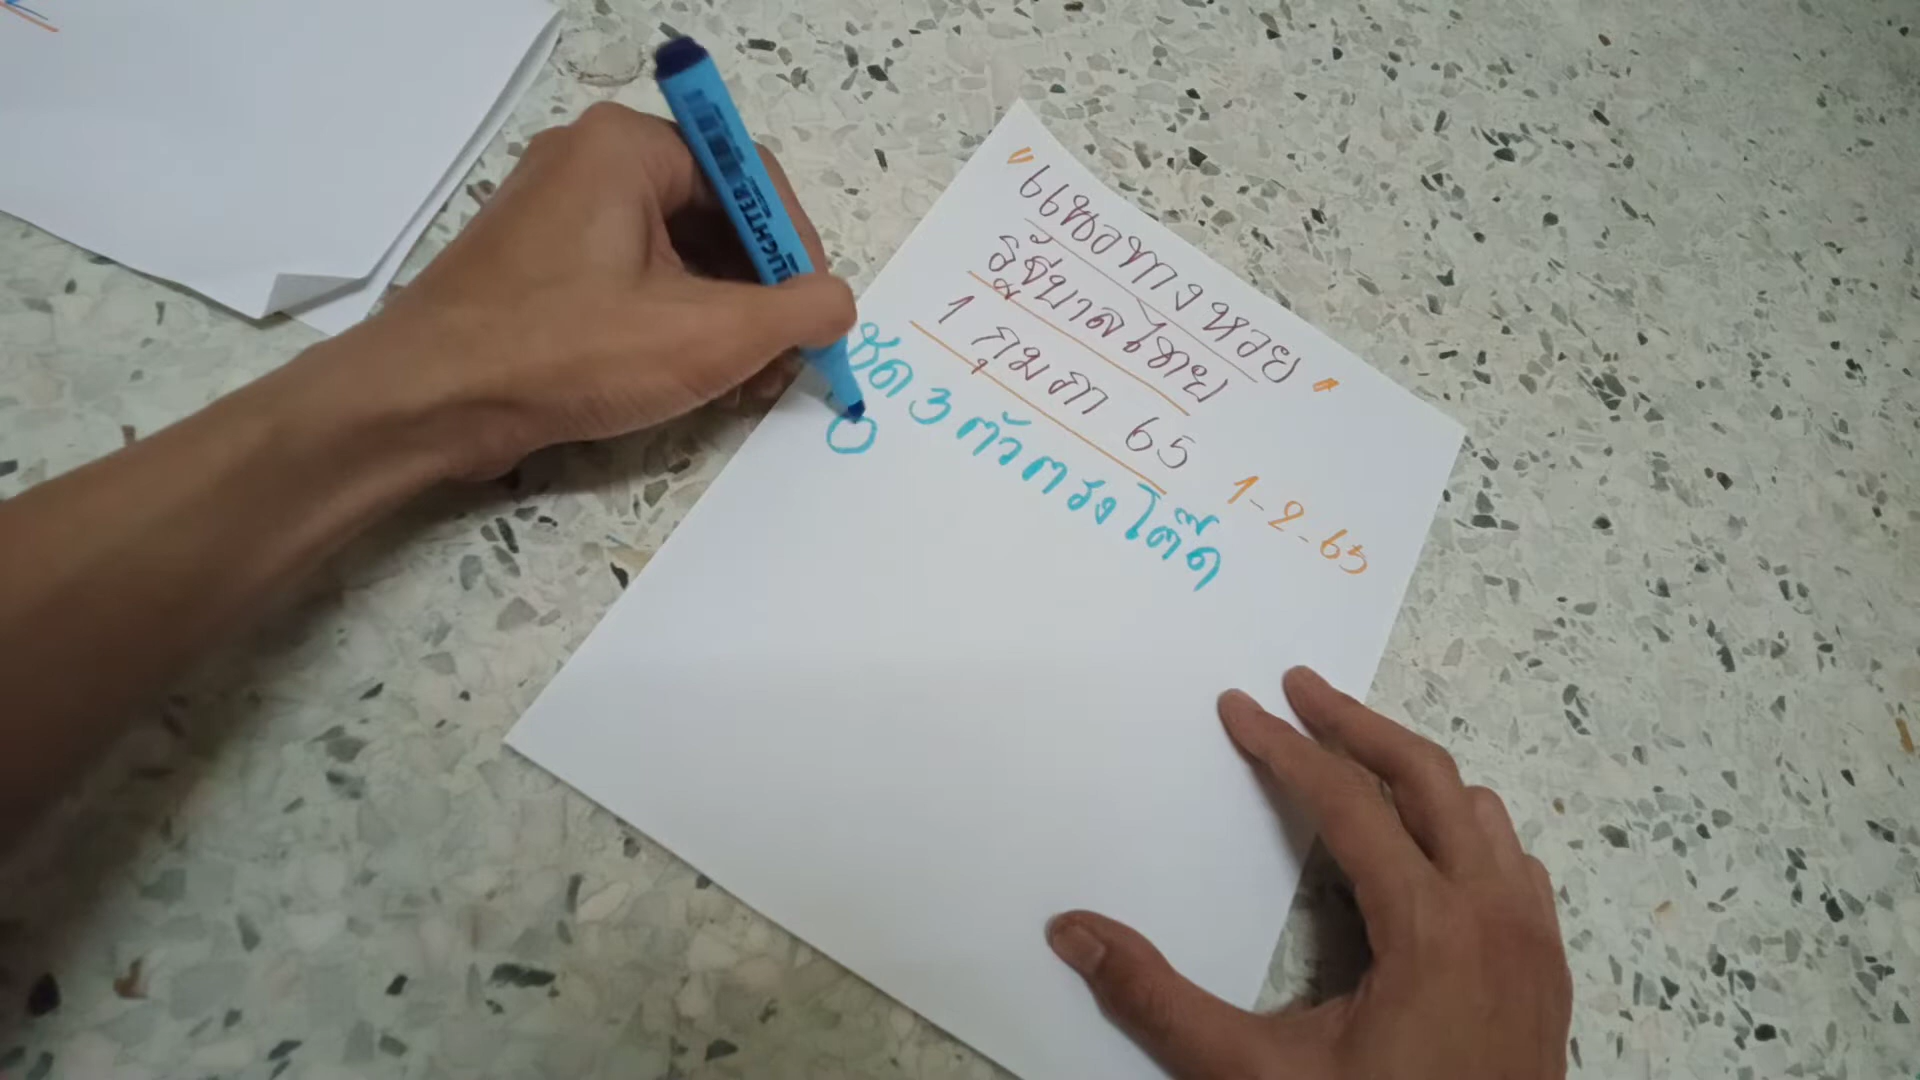 "แนวทางหวย"
รัฐบาลไทย
1 กุมภา 65
1-2-65
ชุด 3 ตัวตรงโต๊ด
0